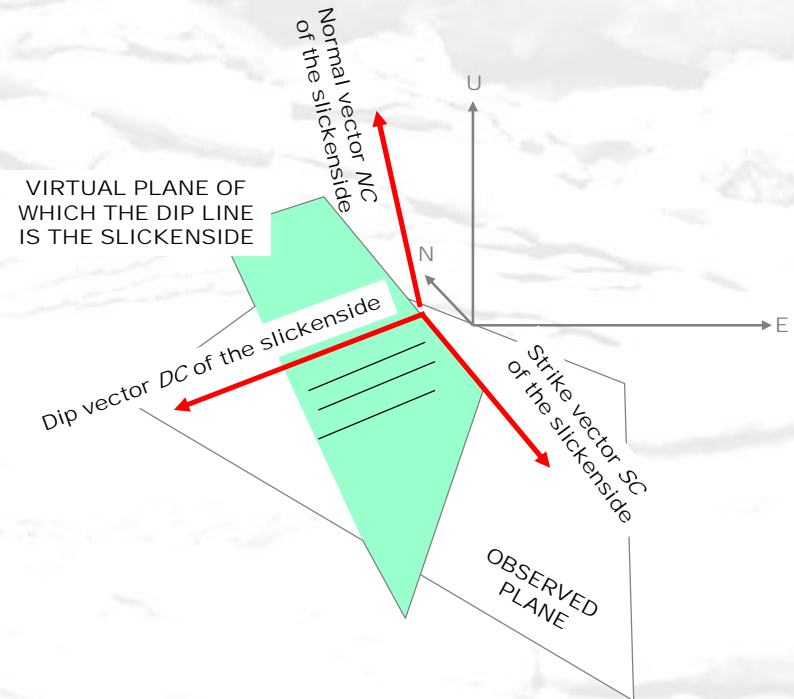 Normal vector NC
of the slickenside
U
VIRTUAL PLANE OF
WHICH THE DIP LINE
IS THE SLICKENSIDE
N
E
Dip vector DC of the slickenside
Strike vector SC
of the slickenside
OBSERVED
PLANE